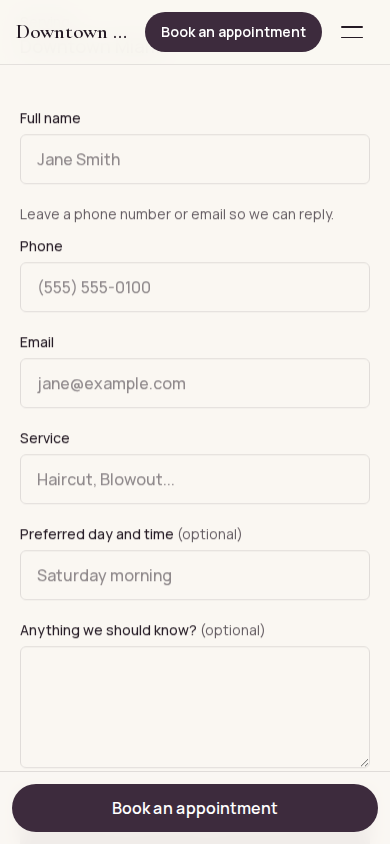 Downtown ...
Book an appointment
Full name
Jane Smith
Leave a phone number or email so we can reply.
Phone
(555) 555-0100
Email
jane@example.com
Service
Haircut, Blowout...
Preferred day and time (optional)
Saturday morning
Anything we should know? (optional)
Book an appointment